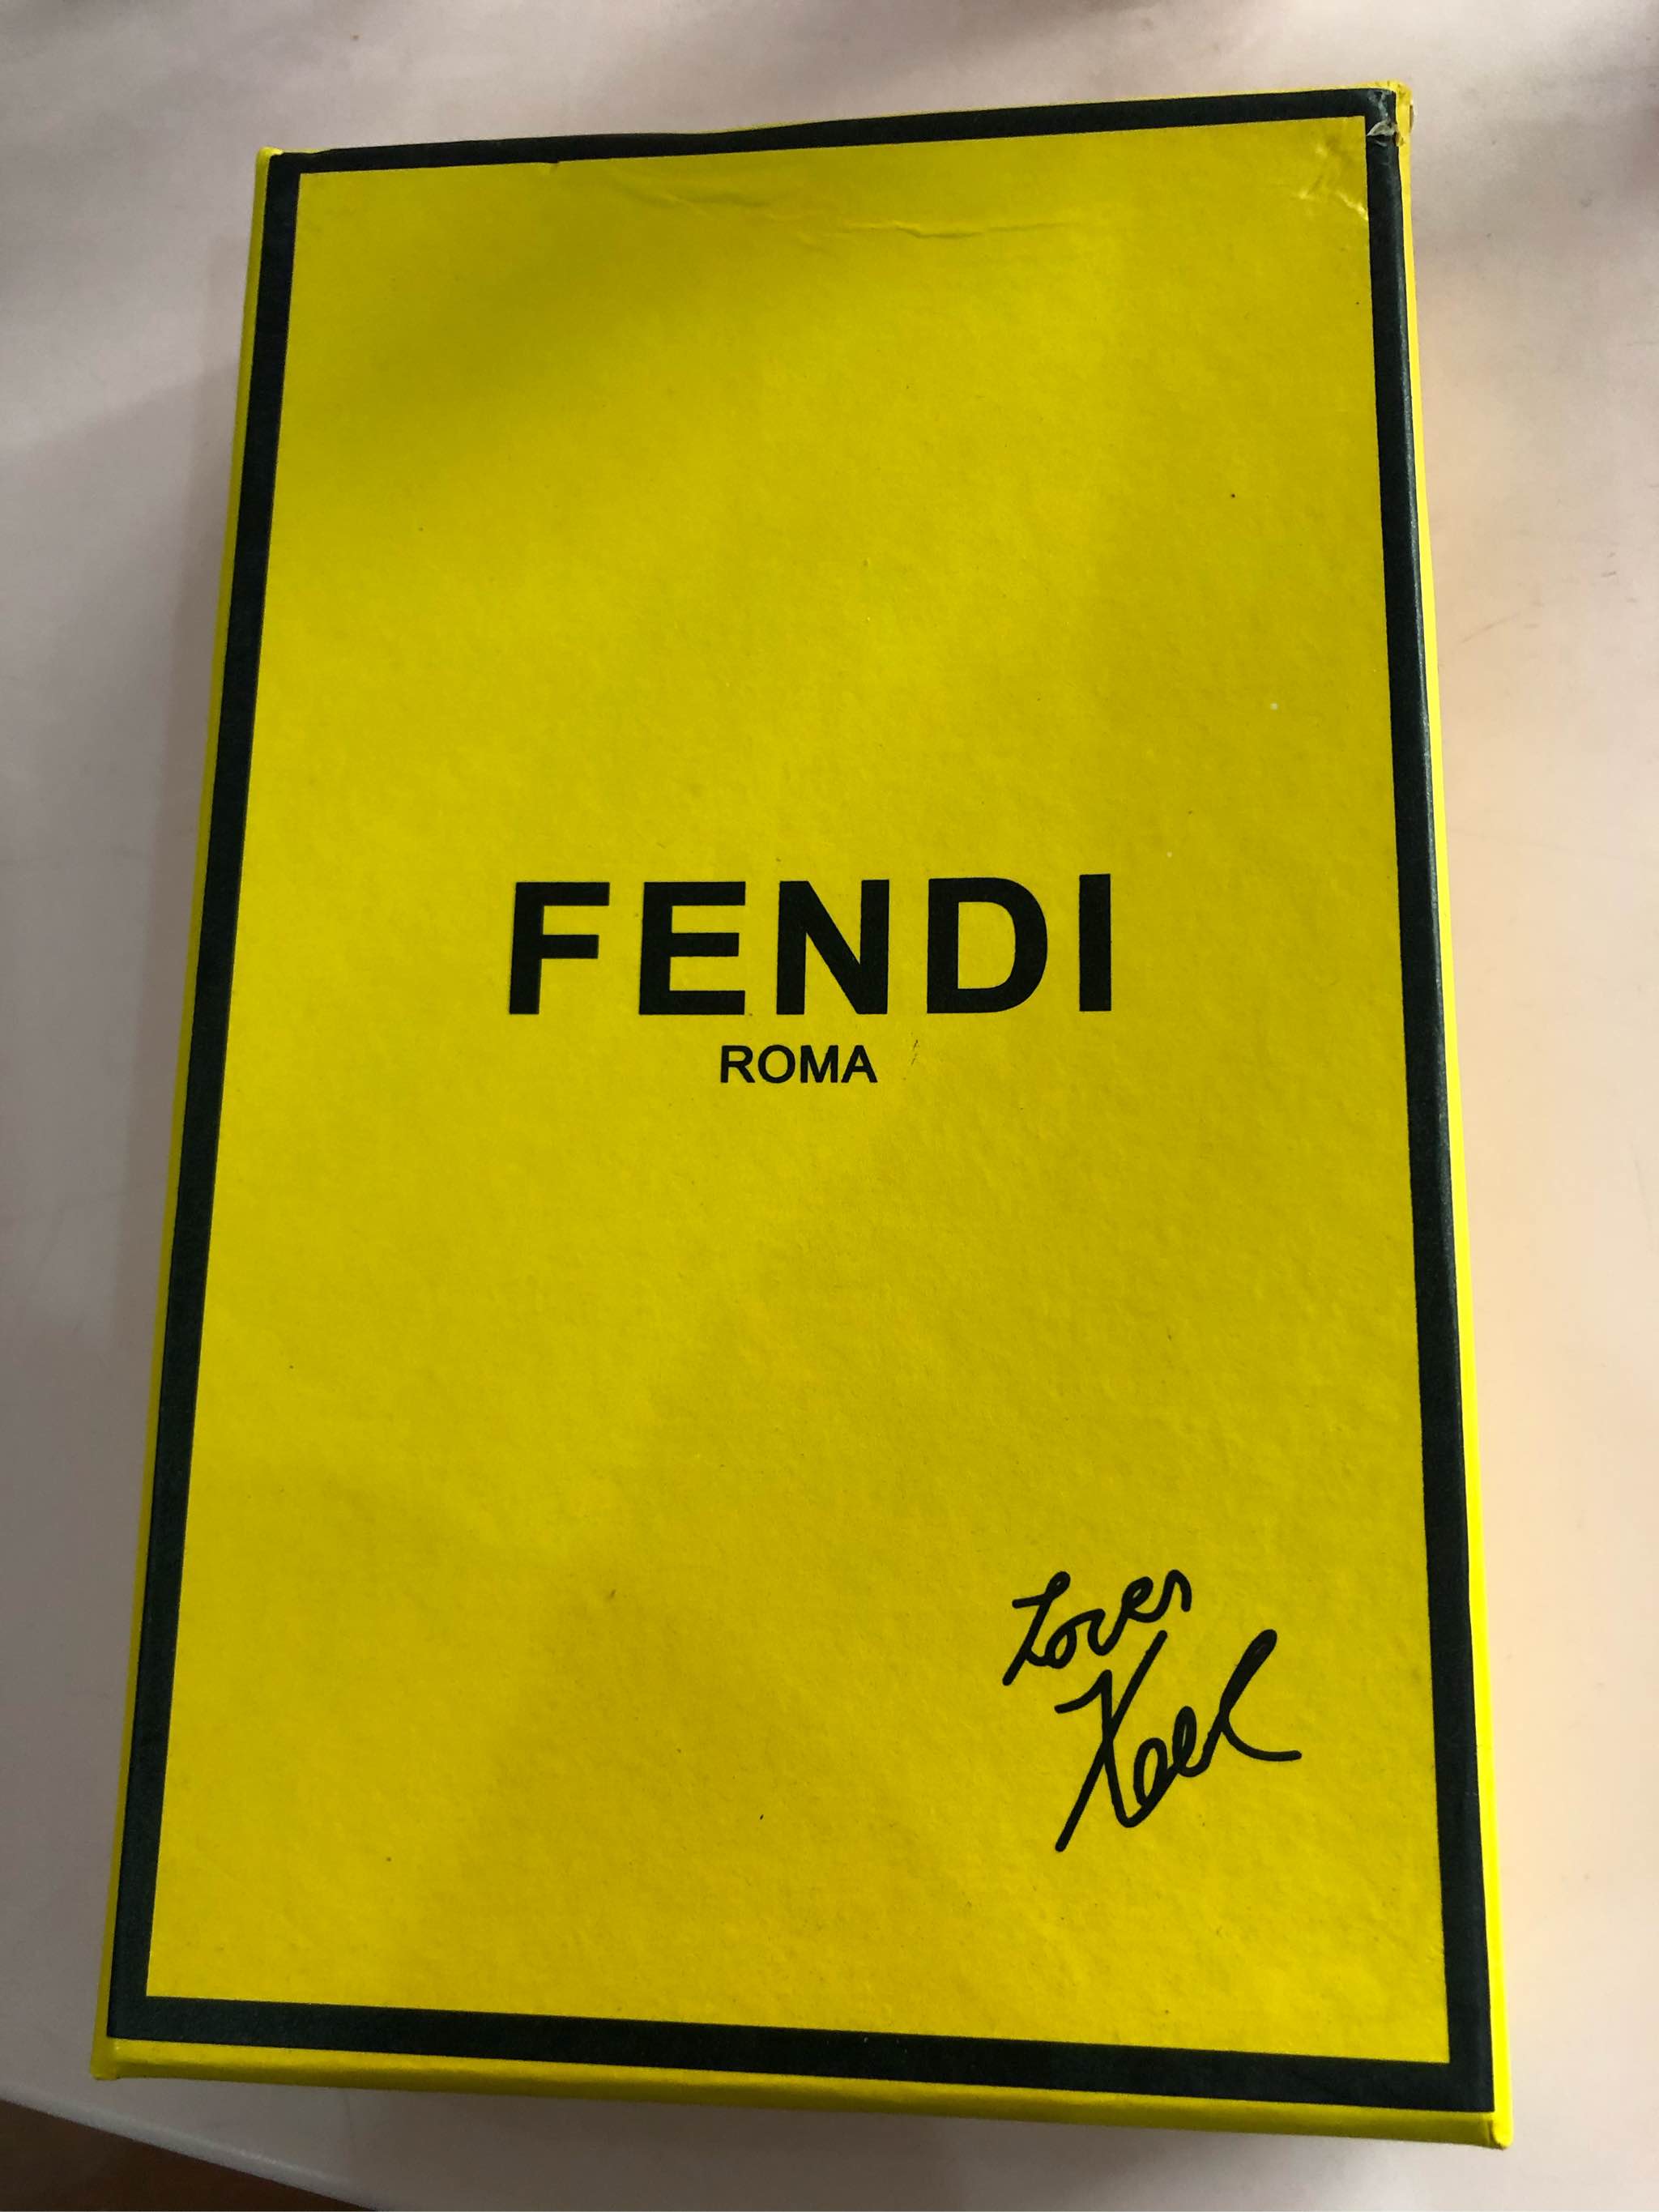 FENDI
ROMA
Loves
Karl